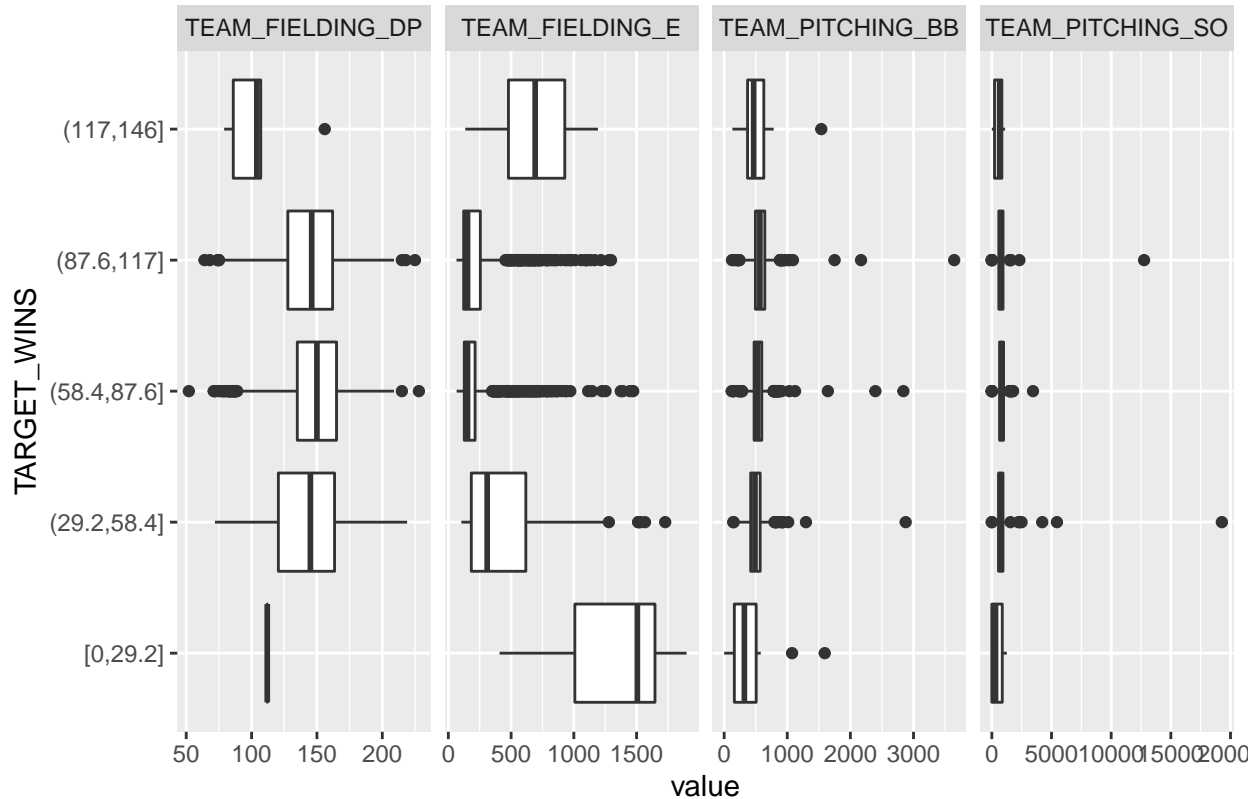 TEAM_FIELDING_DP TEAM_FIELDING_E TEAM_PITCHING_BB TEAM_PITCHING_SO
TARGET_WINS
(117,146]
(87.6,117]
(58.4,87.6]
(29.2,58.4]
[0,29.2]
50 100 150 200 0 500 1000 1500 0 1000 2000 3000 0 5000 10000 15000 2000
value